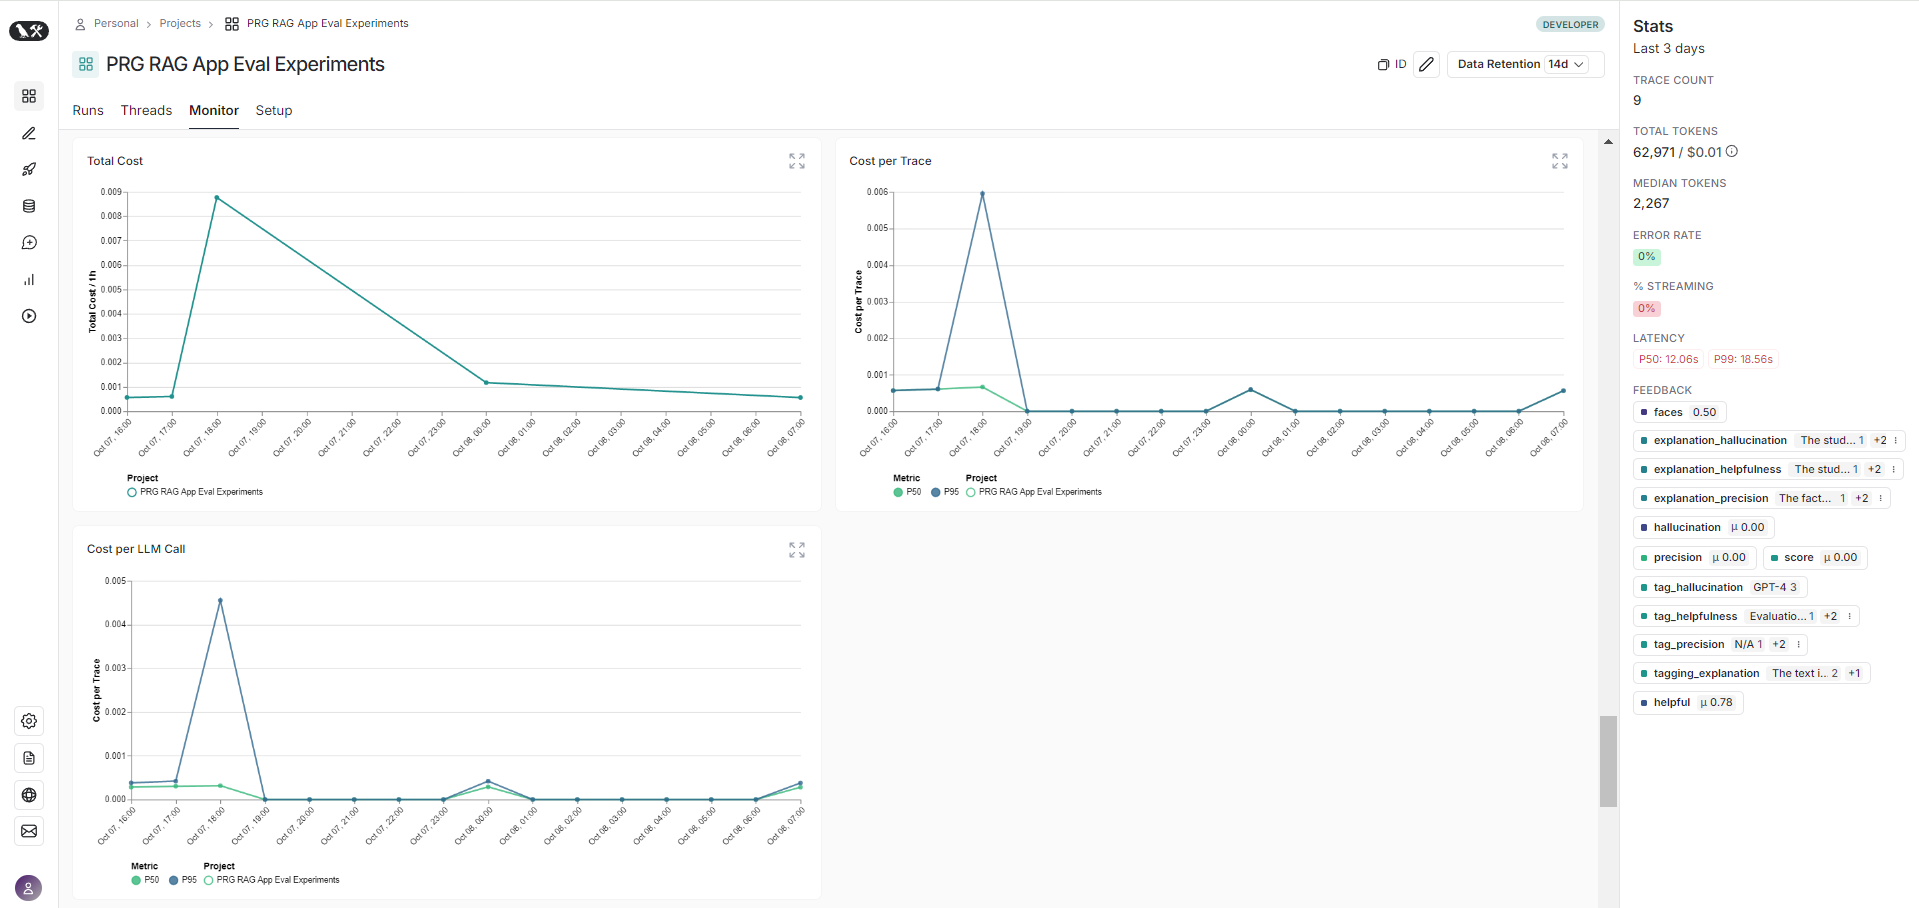 Personal > Projects > PRG RAG App Eval Experiments
DEVELOPER
PRG RAG App Eval Experiments
ID
Data Retention 14d
Runs Threads Monitor Setup
Total Cost
0.009
0.008
0.007
0.006
0.005
0.004
0.003
0.002
0.001
0.000
Total Cost / 1h
Oct 07, 16:00
Oct 07, 17:00
Oct 07, 18:00
Oct 07, 19:00
Oct 07, 20:00
Oct 07, 21:00
Oct 07, 22:00
Oct 07, 23:00
Oct 08, 00:00
Oct 08, 01:00
Oct 08, 02:00
Oct 08, 03:00
Oct 08, 04:00
Oct 08, 05:00
Oct 08, 06:00
Oct 08, 07:00
Project
PRG RAG App Eval Experiments
Cost per Trace
0.006
0.005
0.004
0.003
0.002
0.001
0.000
Cost per Trace
Oct 07, 16:00
Oct 07, 17:00
Oct 07, 18:00
Oct 07, 19:00
Oct 07, 20:00
Oct 07, 21:00
Oct 07, 22:00
Oct 07, 23:00
Oct 08, 00:00
Oct 08, 01:00
Oct 08, 02:00
Oct 08, 03:00
Oct 08, 04:00
Oct 08, 05:00
Oct 08, 06:00
Oct 08, 07:00
Metric Project
P50 P95 PRG RAG App Eval Experiments
Cost per LLM Call
0.005
0.004
0.003
0.002
0.001
0.000
Cost per Trace
Oct 07, 16:00
Oct 07, 17:00
Oct 07, 18:00
Oct 07, 19:00
Oct 07, 20:00
Oct 07, 21:00
Oct 07, 22:00
Oct 07, 23:00
Oct 08, 00:00
Oct 08, 01:00
Oct 08, 02:00
Oct 08, 03:00
Oct 08, 04:00
Oct 08, 05:00
Oct 08, 06:00
Oct 08, 07:00
Metric Project
P50 P95 PRG RAG App Eval Experiments
Stats
Last 3 days
TRACE COUNT
9
TOTAL TOKENS
62,971 / $0.01
MEDIAN TOKENS
2,267
ERROR RATE
0%
% STREAMING
0%
LATENCY
P50: 12.06s P99: 18.56s
FEEDBACK
faces 0.50
explanation_hallucination The stud... 1 +2
explanation_helpfulness The stud... 1 +2
explanation_precision The fact... 1 +2
hallucination μ 0.00
precision μ 0.00 score μ 0.00
tag_hallucination GPT-4 3
tag_helpfulness Evaluatio... 1 +2
tag_precision N/A 1 +2
tagging_explanation The text i... 2 +1
helpful μ 0.78